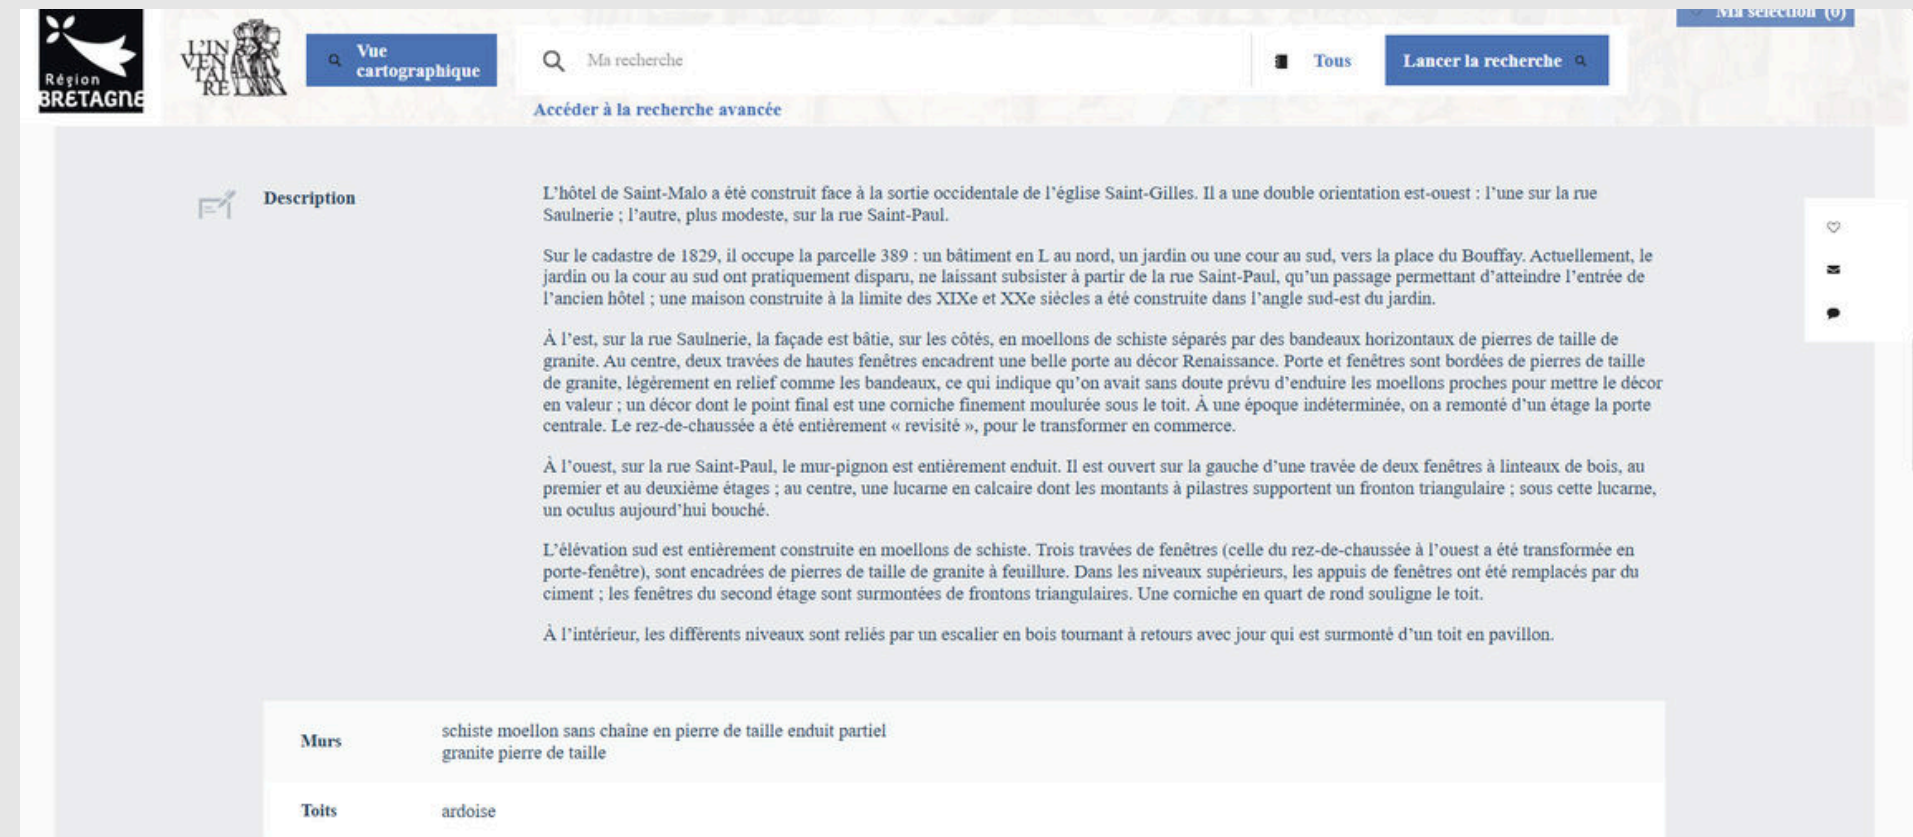 Ma sélection (0)
Région
BRETAGNE
L'IN
VEN
TAI
RE
Vue
cartographique
Ma recherche
Tous
Lancer la recherche
Accéder à la recherche avancée
Description
L’hôtel de Saint-Malo a été construit face à la sortie occidentale de l’église Saint-Gilles. Il a une double orientation est-ouest : l’une sur la rue
Saulnerie ; l’autre, plus modeste, sur la rue Saint-Paul.
Sur le cadastre de 1829, il occupe la parcelle 389 : un bâtiment en L au nord, un jardin ou une cour au sud, vers la place du Bouffay. Actuellement, le
jardin ou la cour au sud ont pratiquement disparu, ne laissant subsister à partir de la rue Saint-Paul, qu’un passage permettant d’atteindre l’entrée de
l’ancien hôtel ; une maison construite à la limite des XIXe et XXe siècles a été construite dans l’angle sud-est du jardin.
À l’est, sur la rue Saulnerie, la façade est bâtie, sur les côtés, en moellons de schiste séparés par des bandeaux horizontaux de pierres de taille de
granite. Au centre, deux travées de hautes fenêtres encadrent une belle porte au décor Renaissance. Porte et fenêtres sont bordées de pierres de taille
de granite, légèrement en relief comme les bandeaux, ce qui indique qu’on avait sans doute prévu d’enduire les moellons proches pour mettre le décor
en valeur ; un décor dont le point final est une corniche finement moulurée sous le toit. À une époque indéterminée, on a remonté d’un étage la porte
centrale. Le rez-de-chaussée a été entièrement « revisité », pour le transformer en commerce.
À l’ouest, sur la rue Saint-Paul, le mur-pignon est entièrement enduit. Il est ouvert sur la gauche d’une travée de deux fenêtres à linteaux de bois, au
premier et au deuxième étages ; au centre, une lucarne en calcaire dont les montants à pilastres supportent un fronton triangulaire ; sous cette lucarne,
un oculus aujourd’hui bouché.
L’élévation sud est entièrement construite en moellons de schiste. Trois travées de fenêtres (celle du rez-de-chaussée à l’ouest a été transformée en
porte-fenêtre), sont encadrées de pierres de taille de granite à feuillure. Dans les niveaux supérieurs, les appuis de fenêtres ont été remplacés par du
ciment ; les fenêtres du second étage sont surmontées de frontons triangulaires. Une corniche en quart de rond souligne le toit.
À l’intérieur, les différents niveaux sont reliés par un escalier en bois tournant à retours avec jour qui est surmonté d’un toit en pavillon.
Murs
schiste moellon sans chaîne en pierre de taille enduit partiel
granite pierre de taille
Toits
ardoise